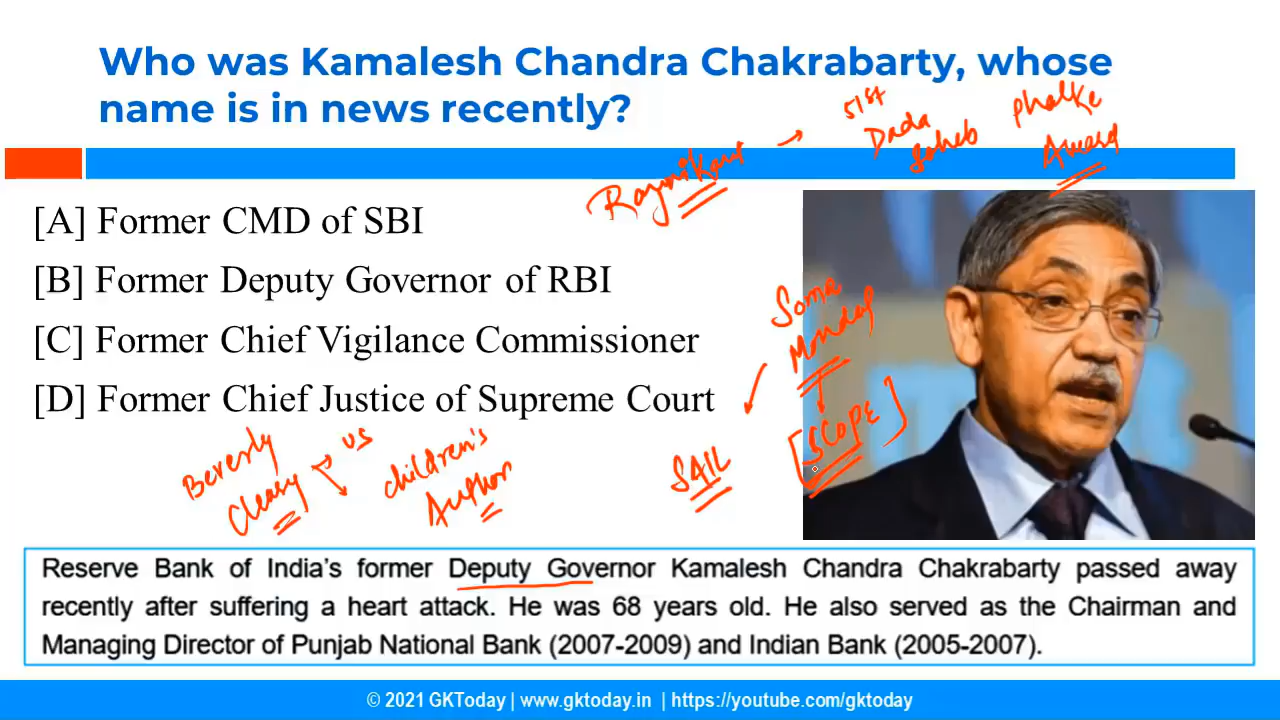 Who was Kamalesh Chandra Chakrabarty, whose
name is in news recently?
51st
Dada
Saheb
Phalke
Award
Rajnikant
[A] Former CMD of SBI
[B] Former Deputy Governor of RBI
[C] Former Chief Vigilance Commissioner
[D] Former Chief Justice of Supreme Court
Soma
Mondal
[SCOPE]
SAIL
Beverly
Cleary
US
children's
Author
Reserve Bank of India's former Deputy Governor Kamalesh Chandra Chakrabarty passed away
recently after suffering a heart attack. He was 68 years old. He also served as the Chairman and
Managing Director of Punjab National Bank (2007-2009) and Indian Bank (2005-2007).
© 2021 GKToday | www.gktoday.in | https://youtube.com/gktoday